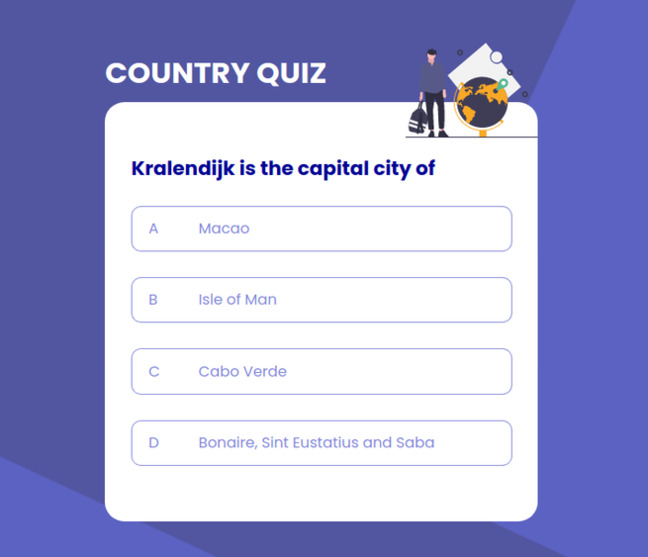 COUNTRY QUIZ
Kralendijk is the capital city of
A Macao
B Isle of Man
C Cabo Verde
D Bonaire, Sint Eustatius and Saba